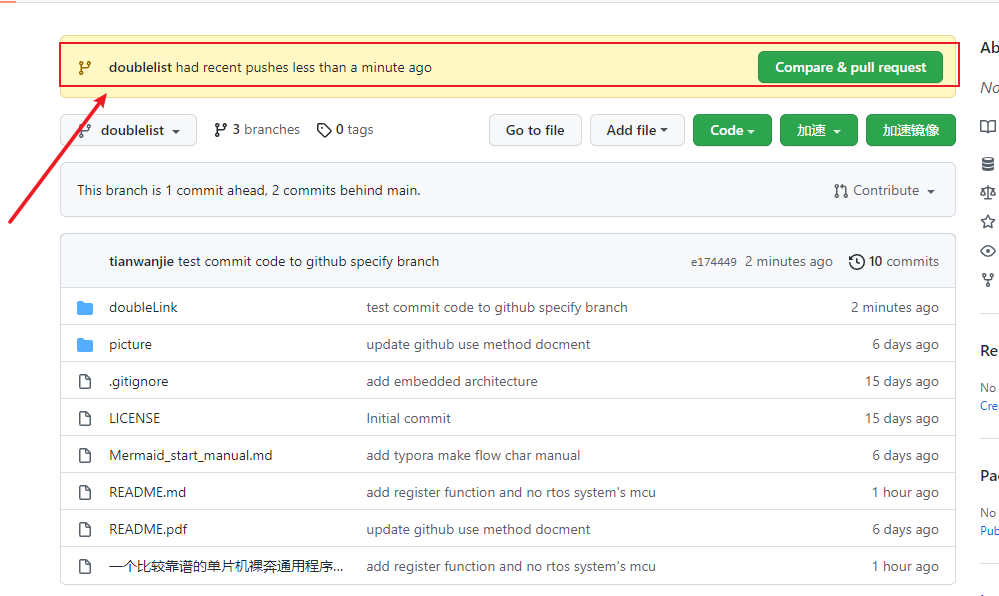 doublelist had recent pushes less than a minute ago Compare & pull request
Ab
No
doublelist 3 branches 0 tags Go to file Add file Code 加速 加速镜像
This branch is 1 commit ahead, 2 commits behind main. Contribute
tianwanjie test commit code to github specify branch e174449 2 minutes ago 10 commits
doubleLink test commit code to github specify branch 2 minutes ago
picture update github use method docment 6 days ago
Re
.gitignore add embedded architecture 15 days ago
No
Cre
LICENSE Initial commit 15 days ago
Mermaid_start_manual.md add typora make flow char manual 6 days ago
Pa
README.md add register function and no rtos system's mcu 1 hour ago
No
README.pdf update github use method docment 6 days ago
Pub
一个比较靠谱的单片机裸奔通用程序... add register function and no rtos system's mcu 1 hour ago